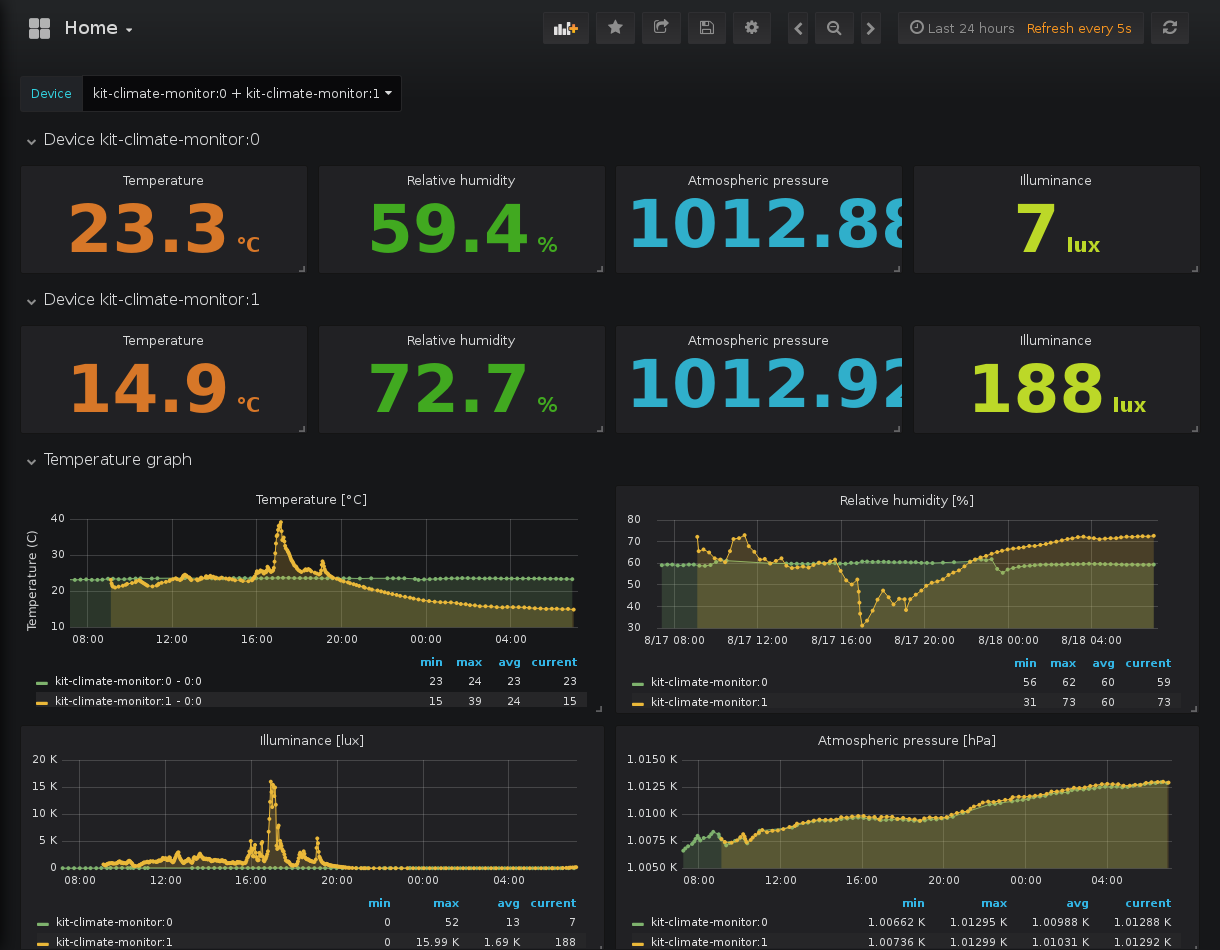 Home
Last 24 hours Refresh every 5s
Device kit-climate-monitor:0 + kit-climate-monitor:1
Device kit-climate-monitor:0
Temperature Relative humidity Atmospheric pressure Illuminance
23.3 °C 59.4 % 1012.88 7 lux
Device kit-climate-monitor:1
Temperature Relative humidity Atmospheric pressure Illuminance
14.9 °C 72.7 % 1012.92 188 lux
Temperature graph
Temperature [°C]
Temperature (C)
40
30
20
10
08:00 12:00 16:00 20:00 00:00 04:00
min max avg current
kit-climate-monitor:0 - 0:0 23 24 23 23
kit-climate-monitor:1 - 0:0 15 39 24 15
Relative humidity [%]
80
70
60
50
40
30
8/17 08:00 8/17 12:00 8/17 16:00 8/17 20:00 8/18 00:00 8/18 04:00
min max avg current
kit-climate-monitor:0 56 62 60 59
kit-climate-monitor:1 31 73 60 73
Illuminance [lux]
20 K
15 K
10 K
5 K
0
08:00 12:00 16:00 20:00 00:00 04:00
min max avg current
kit-climate-monitor:0 0 52 13 7
kit-climate-monitor:1 0 15.99 K 1.69 K 188
Atmospheric pressure [hPa]
1.0150 K
1.0125 K
1.0100 K
1.0075 K
1.0050 K
08:00 12:00 16:00 20:00 00:00 04:00
min max avg current
kit-climate-monitor:0 1.00662 K 1.01295 K 1.00988 K 1.01288 K
kit-climate-monitor:1 1.00736 K 1.01299 K 1.01031 K 1.01292 K